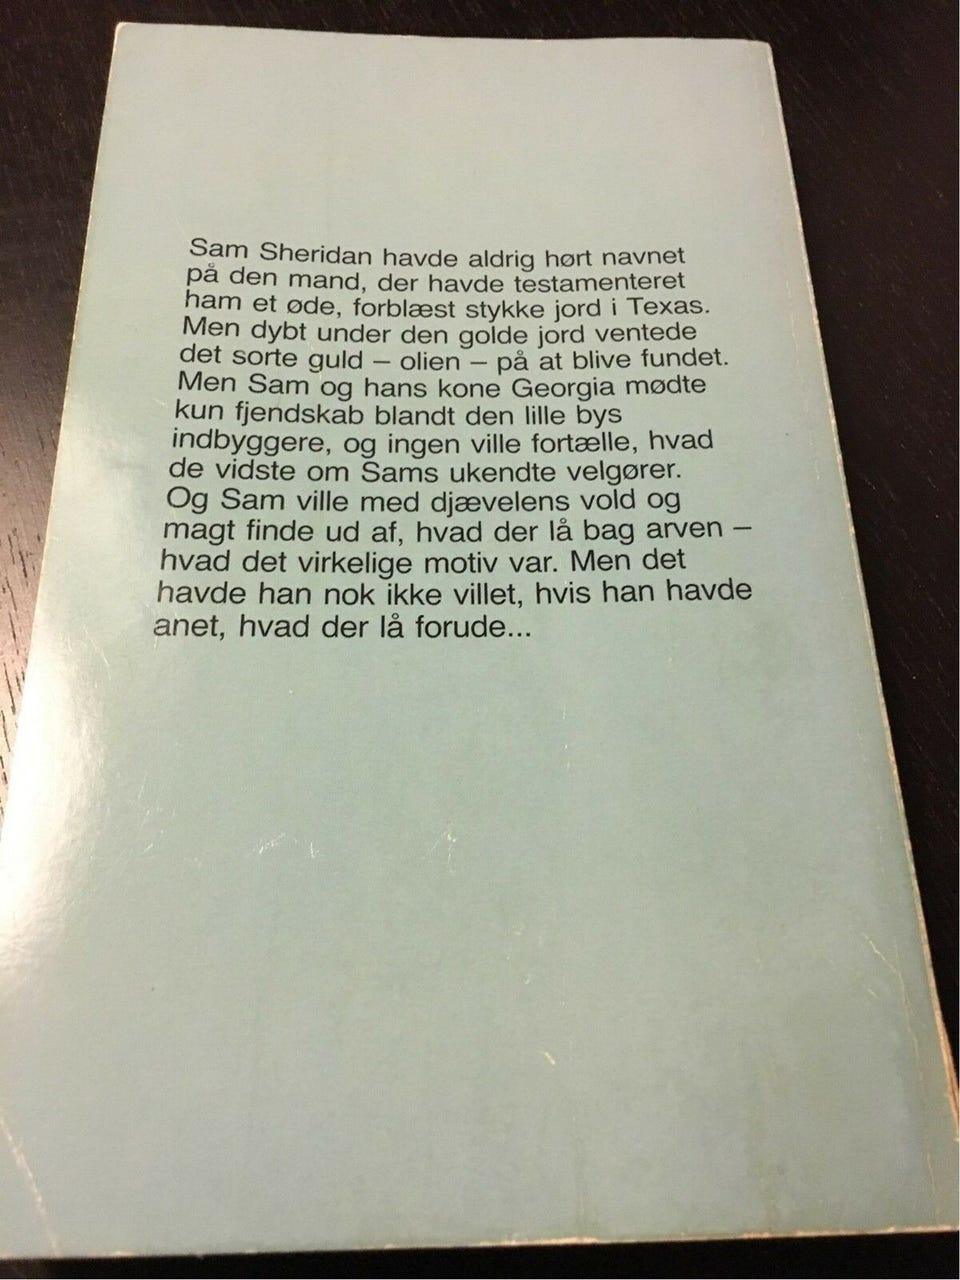 Sam Sheridan havde aldrig hørt navnet
på den mand, der havde testamenteret
ham et øde, forblæst stykke jord i Texas.
Men dybt under den golde jord ventede
det sorte guld – olien – på at blive fundet.
Men Sam og hans kone Georgia mødte
kun fjendskab blandt den lille bys
indbyggere, og ingen ville fortælle, hvad
de vidste om Sams ukendte velgører.
Og Sam ville med djævelens vold og
magt finde ud af, hvad der lå bag arven –
hvad det virkelige motiv var. Men det
havde han nok ikke villet, hvis han havde
anet, hvad der lå forude...